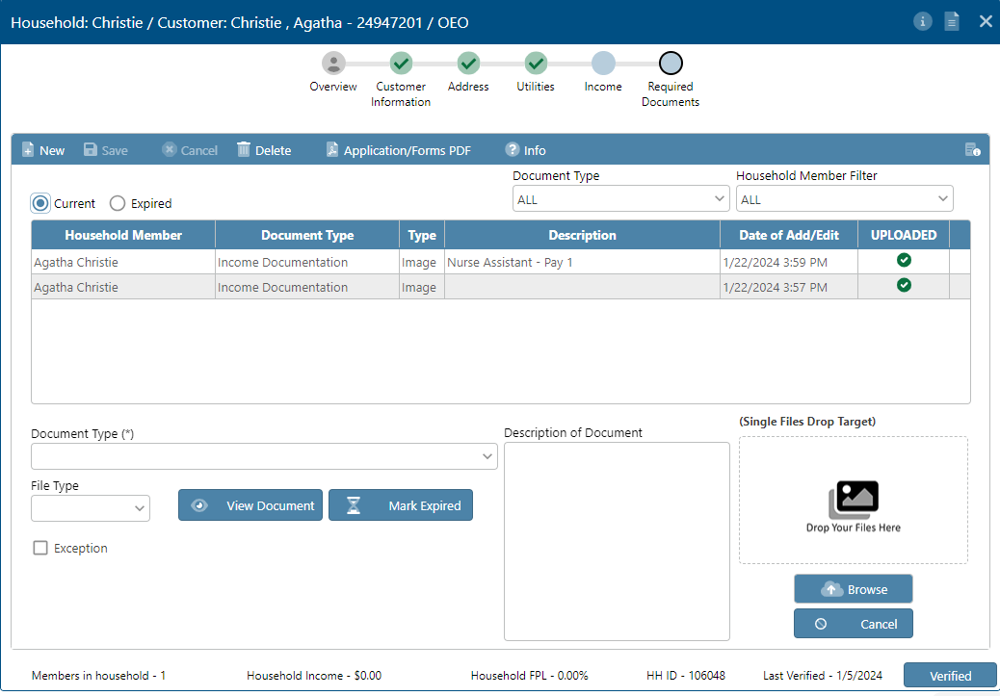 Household: Christie / Customer: Christie , Agatha - 24947201 / OEO
Overview
Customer
Information
Address
Utilities
Income
Required
Documents
New
Save
Cancel
Delete
Application/Forms PDF
Info
Document Type
Household Member Filter
Current
Expired
ALL
ALL
Household Member
Document Type
Type
Description
Date of Add/Edit
UPLOADED
Agatha Christie
Income Documentation
Image
Nurse Assistant - Pay 1
1/22/2024 3:59 PM
Agatha Christie
Income Documentation
Image
1/22/2024 3:57 PM
Document Type (*)
Description of Document
(Single Files Drop Target)
File Type
View Document
Mark Expired
Drop Your Files Here
Exception
Browse
Cancel
Members in household - 1
Household Income - $0.00
Household FPL - 0.00%
HH ID - 106048
Last Verified - 1/5/2024
Verified